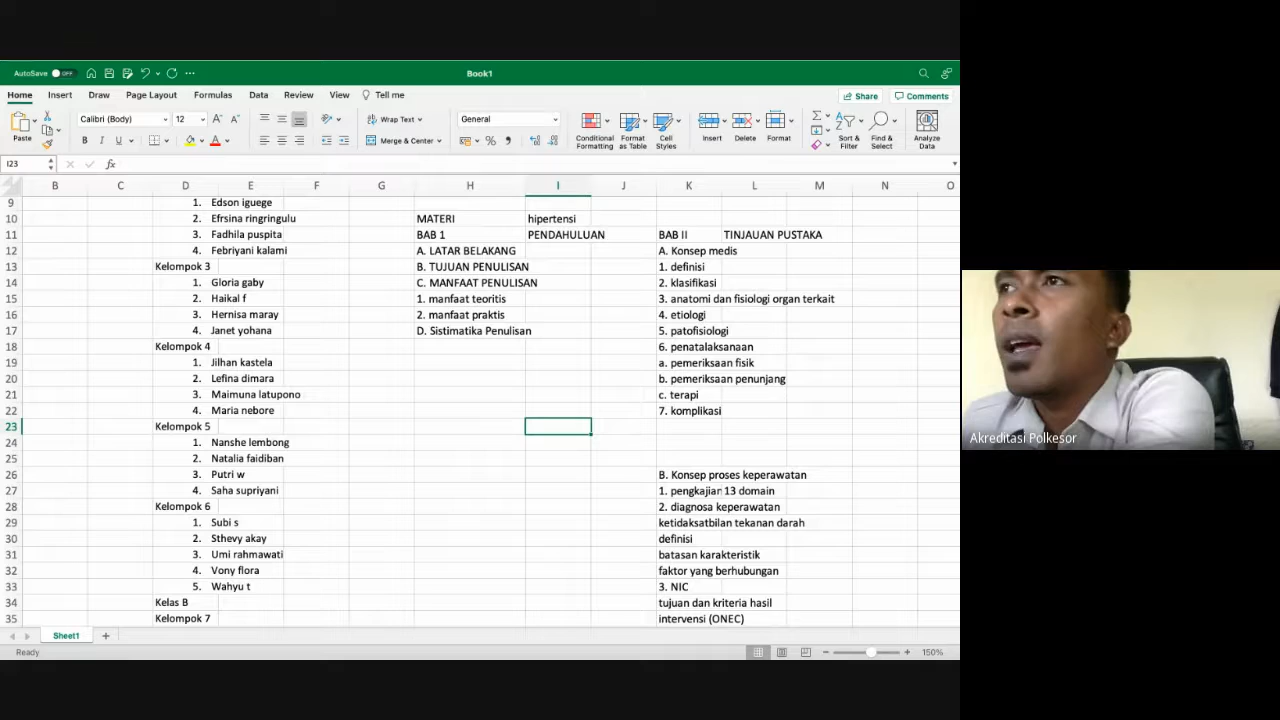 AutoSave OFF Book1
Home Insert Draw Page Layout Formulas Data Review View Tell me Share Comments
Paste Calibri (Body) 12 Wrap Text General
Merge & Center Conditional Formatting Format as Table Cell Styles Insert Delete Format Sort & Filter Find & Select Analyze Data
I23 fx
B C D E F G H I J K L M N O
9 1. Edson iguege
10 2. Efrsina ringringulu MATERI hipertensi
11 3. Fadhila puspita BAB 1 PENDAHULUAN BAB II TINJAUAN PUSTAKA
12 4. Febriyani kalami A. LATAR BELAKANG A. Konsep medis
13 Kelompok 3 B. TUJUAN PENULISAN 1. definisi
14 1. Gloria gaby C. MANFAAT PENULISAN 2. klasifikasi
15 2. Haikal f 1. manfaat teoritis 3. anatomi dan fisiologi organ terkait
16 3. Hernisa maray 2. manfaat praktis 4. etiologi
17 4. Janet yohana D. Sistimatika Penulisan 5. patofisiologi
18 Kelompok 4 6. penatalaksanaan
19 1. Jilhan kastela a. pemeriksaan fisik
20 2. Lefina dimara b. pemeriksaan penunjang
21 3. Maimuna latupono c. terapi
22 4. Maria nebore 7. komplikasi
23 Kelompok 5
24 1. Nanshe lembong
25 2. Natalia faidiban
26 3. Putri w B. Konsep proses keperawatan
27 4. Saha supriyani 1. pengkajian 13 domain
28 Kelompok 6 2. diagnosa keperawatan
29 1. Subi s ketidaksatbilan tekanan darah
30 2. Sthevy akay definisi
31 3. Umi rahmawati batasan karakteristik
32 4. Vony flora faktor yang berhubungan
33 5. Wahyu t 3. NIC
34 Kelas B tujuan dan kriteria hasil
35 Kelompok 7 intervensi (ONEC)
Sheet1
Ready 150%
Akreditasi Polkesor